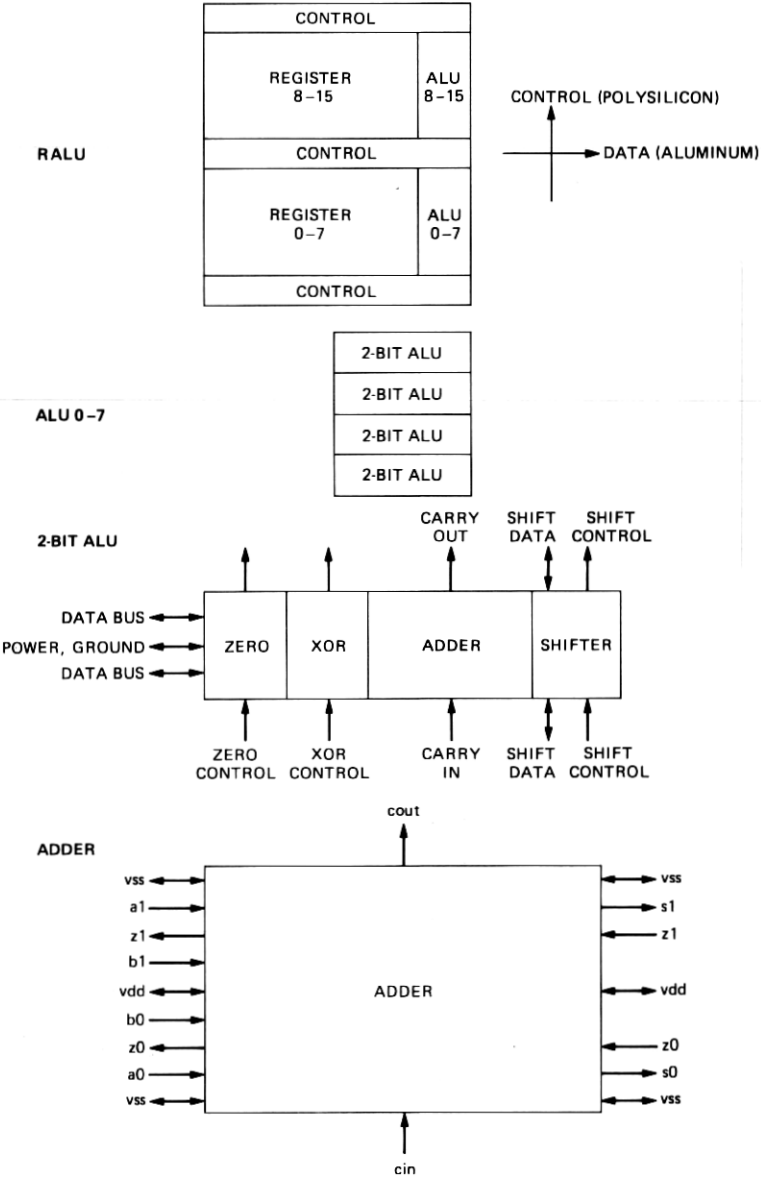 CONTROL
REGISTER
8–15
ALU
8–15
CONTROL (POLYSILICON)
RALU
CONTROL
DATA (ALUMINUM)
REGISTER
0–7
ALU
0–7
CONTROL
2-BIT ALU
2-BIT ALU
ALU 0–7
2-BIT ALU
2-BIT ALU
2-BIT ALU
CARRY
OUT
SHIFT
DATA
SHIFT
CONTROL
DATA BUS
POWER, GROUND
DATA BUS
ZERO
XOR
ADDER
SHIFTER
ZERO
CONTROL
XOR
CONTROL
CARRY
IN
SHIFT
DATA
SHIFT
CONTROL
cout
ADDER
vss
a1
z1
b1
vdd
b0
z0
a0
vss
ADDER
vss
s1
z1
vdd
z0
s0
vss
cin